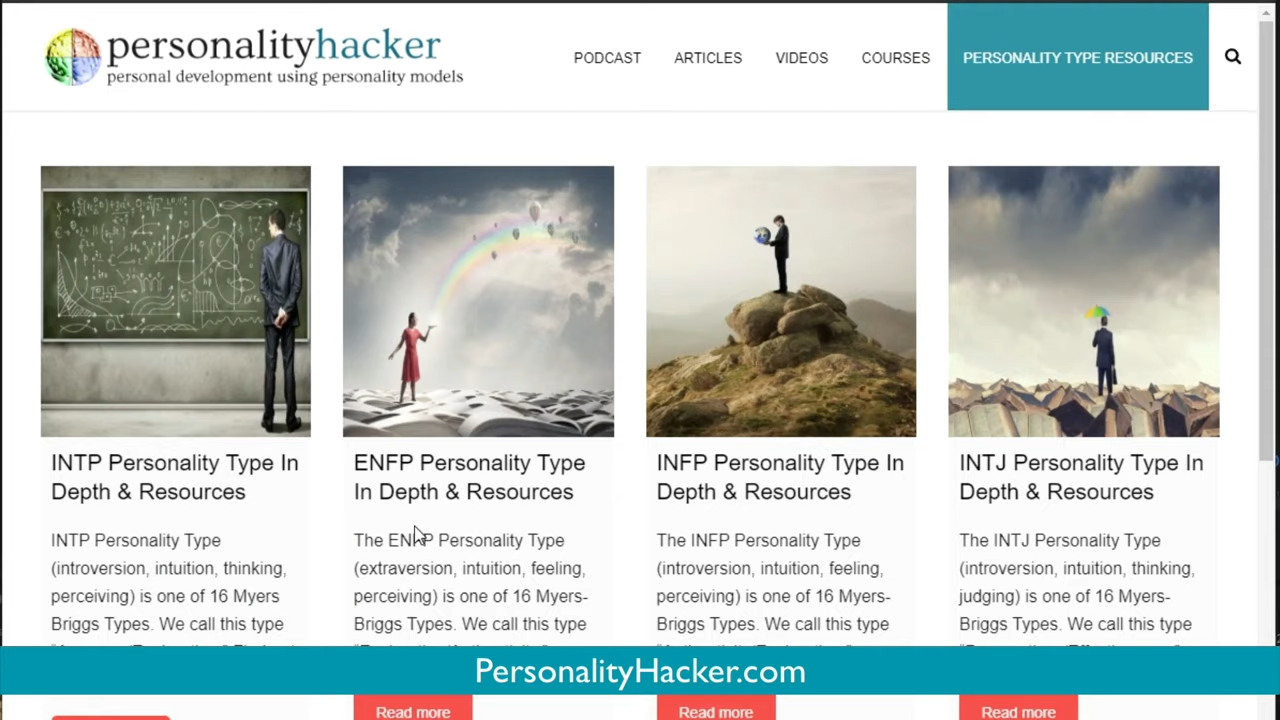 personalityhacker
personal development using personality models
PODCAST
ARTICLES
VIDEOS
COURSES
PERSONALITY TYPE RESOURCES
INTP Personality Type In
Depth & Resources
INTP Personality Type
(introversion, intuition, thinking,
perceiving) is one of 16 Myers
Briggs Types. We call this type
ENFP Personality Type
In Depth & Resources
The ENFP Personality Type
(extraversion, intuition, feeling,
perceiving) is one of 16 Myers-
Briggs Types. We call this type
Read more
INFP Personality Type In
Depth & Resources
The INFP Personality Type
(introversion, intuition, feeling,
perceiving) is one of 16 Myers-
Briggs Types. We call this type
Read more
INTJ Personality Type In
Depth & Resources
The INTJ Personality Type
(introversion, intuition, thinking,
judging) is one of 16 Myers-
Briggs Types. We call this type
Read more
PersonalityHacker.com